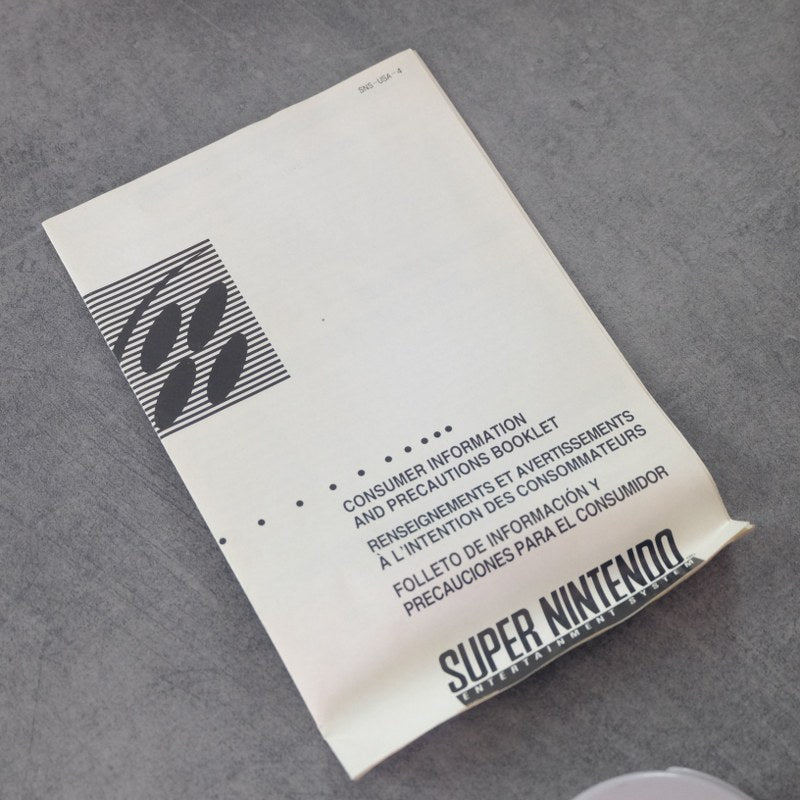 SNS-USA-4
CONSUMER INFORMATION
AND PRECAUTIONS BOOKLET
RENSEIGNEMENTS ET AVERTISSEMENTS
À L'INTENTION DES CONSOMMATEURS
FOLLETO DE INFORMACIÓN Y
PRECAUCIONES PARA EL CONSUMIDOR
SUPER NINTENDO
ENTERTAINMENT SYSTEM